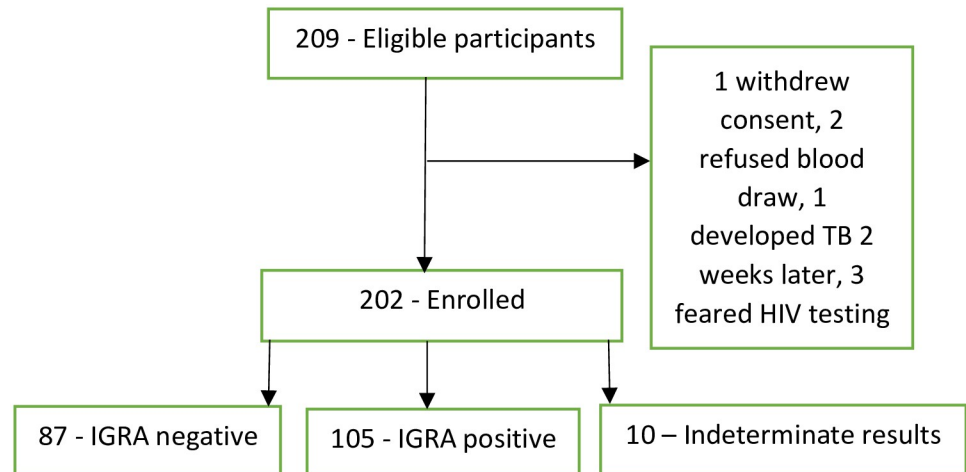 209 - Eligible participants
1 withdrew
consent, 2
refused blood
draw, 1
developed TB 2
weeks later, 3
feared HIV testing
202 - Enrolled
87 - IGRA negative
105 - IGRA positive
10 – Indeterminate results